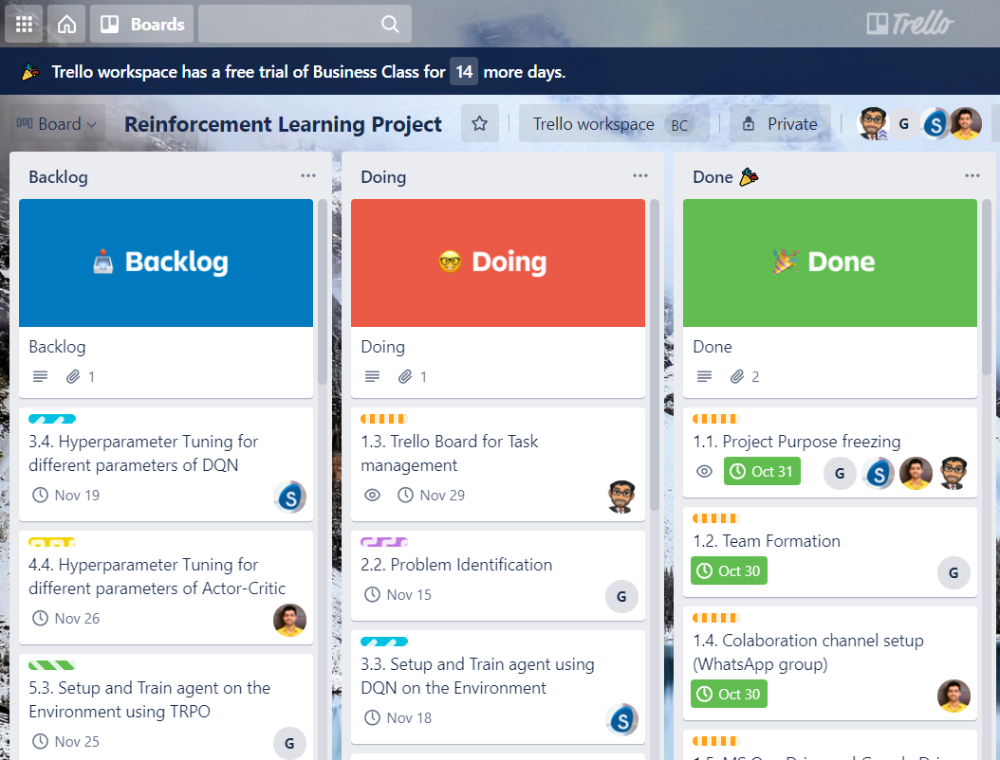 Boards
Trello
Trello workspace has a free trial of Business Class for 14 more days.
Board
Reinforcement Learning Project
Trello workspace BC
Private
G
S
Backlog
Backlog
Backlog
1
3.4. Hyperparameter Tuning for
different parameters of DQN
Nov 19
S
4.4. Hyperparameter Tuning for
different parameters of Actor-Critic
Nov 26
5.3. Setup and Train agent on the
Environment using TRPO
Nov 25
G
Doing
Doing
Doing
1
1.3. Trello Board for Task
management
Nov 29
2.2. Problem Identification
Nov 15
G
3.3. Setup and Train agent using
DQN on the Environment
Nov 18
S
Done
Done
Done
2
1.1. Project Purpose freezing
Oct 31
G
S
1.2. Team Formation
Oct 30
G
1.4. Colaboration channel setup
(WhatsApp group)
Oct 30